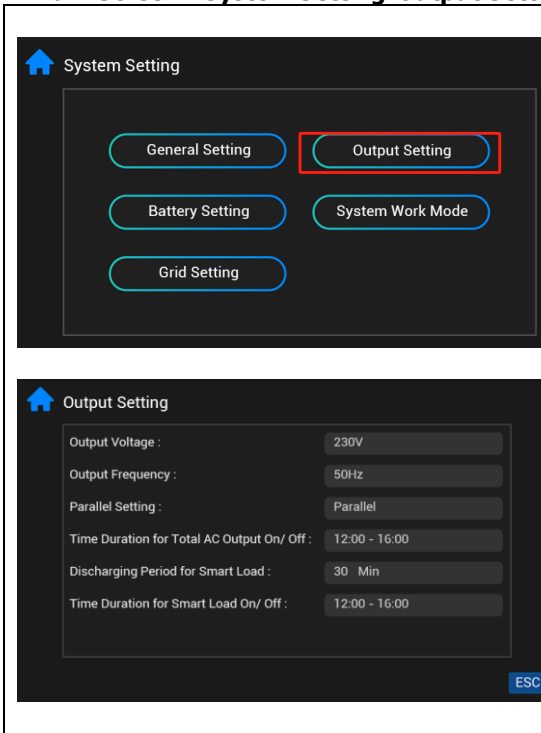 System Setting
General Setting Output Setting
Battery Setting System Work Mode
Grid Setting
Output Setting
Output Voltage : 230V
Output Frequency : 50Hz
Parallel Setting : Parallel
Time Duration for Total AC Output On/ Off : 12:00 - 16:00
Discharging Period for Smart Load : 30 Min
Time Duration for Smart Load On/ Off : 12:00 - 16:00
ESC